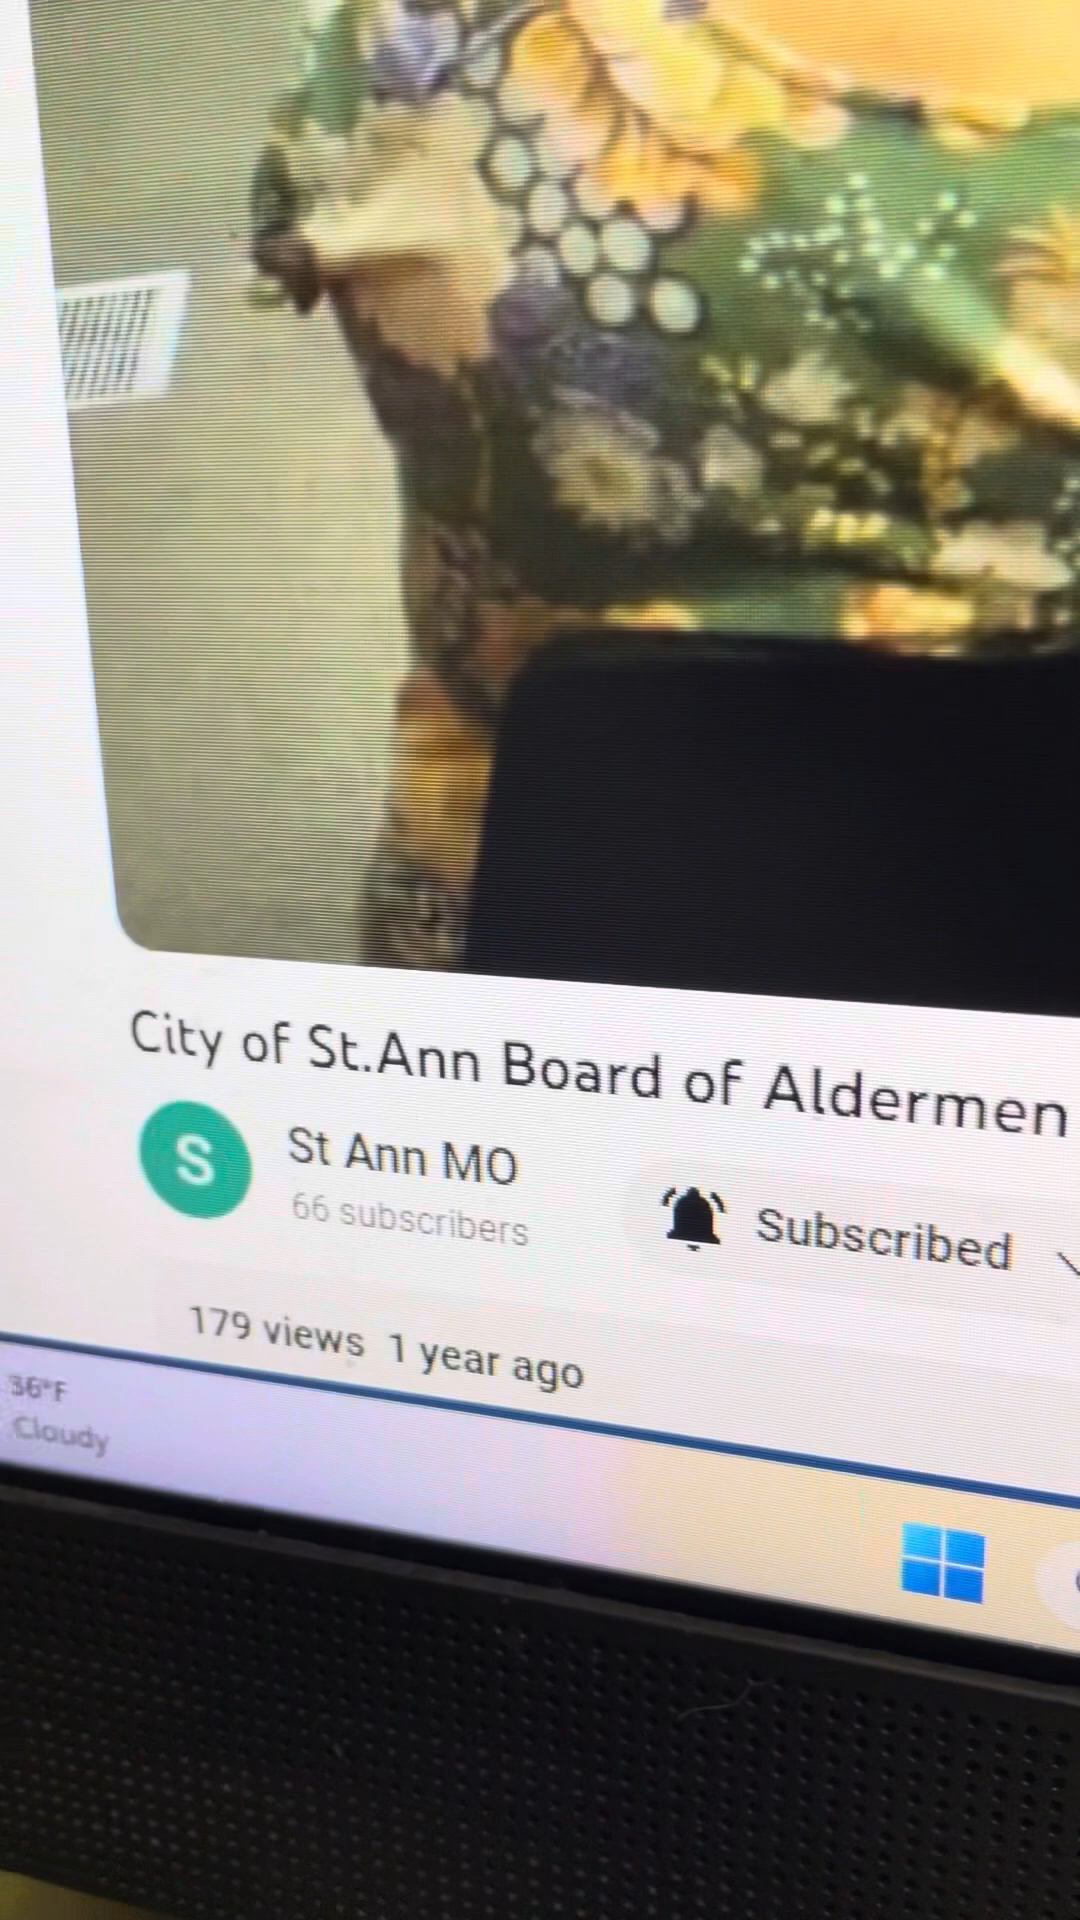 City of St.Ann Board of Aldermen
S
St Ann MO
66 subscribers
Subscribed
179 views 1 year ago
36°F
Cloudy